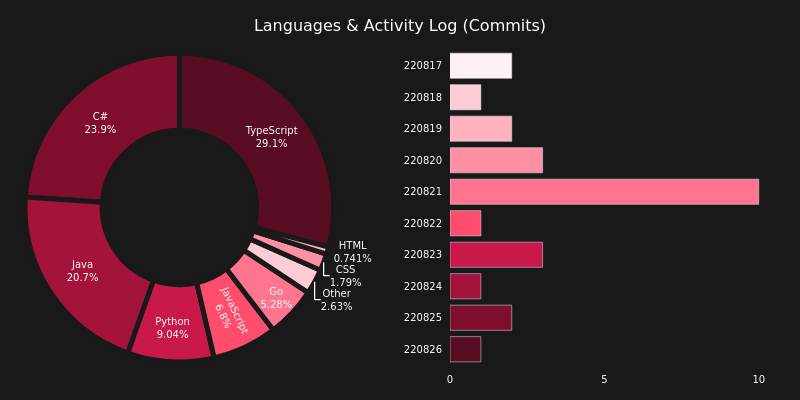 Languages & Activity Log (Commits)
C#
23.9%
TypeScript
29.1%
Java
20.7%
Python
9.04%
JavaScript
6.8%
Go
5.28%
HTML
0.741%
CSS
1.79%
Other
2.63%
220817
220818
220819
220820
220821
220822
220823
220824
220825
220826
0
5
10